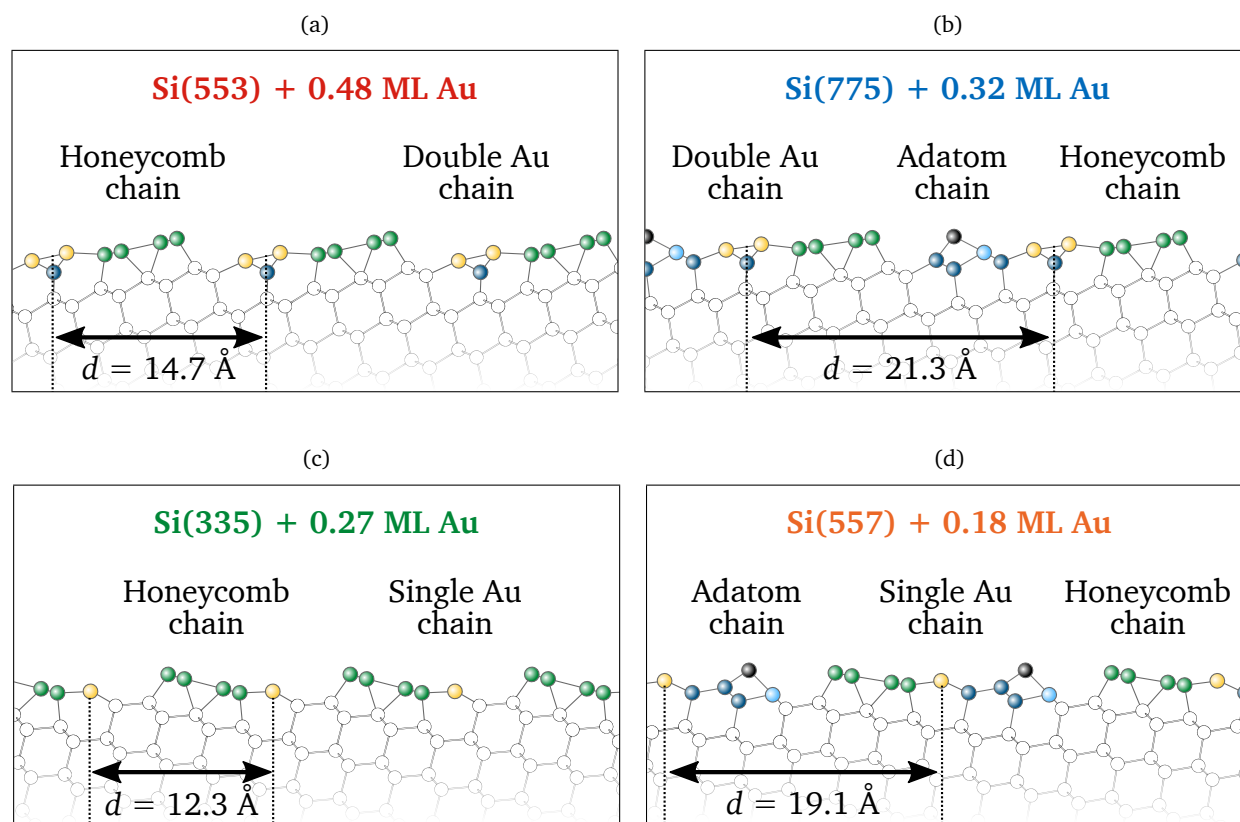 (a)
Si(553) + 0.48 ML Au
Honeycomb
chain
Double Au
chain
d = 14.7 Å
(b)
Si(775) + 0.32 ML Au
Double Au
chain
Adatom
chain
Honeycomb
chain
d = 21.3 Å
(c)
Si(335) + 0.27 ML Au
Honeycomb
chain
Single Au
chain
d = 12.3 Å
(d)
Si(557) + 0.18 ML Au
Adatom
chain
Single Au
chain
Honeycomb
chain
d = 19.1 Å